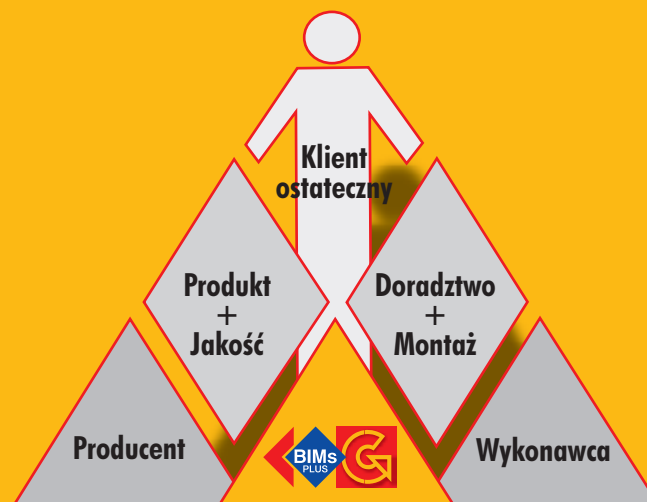 Klient
ostateczny
Produkt
+
Jakość
Doradztwo
+
Montaż
Producent
BIMs
PLUS
G
Wykonawca